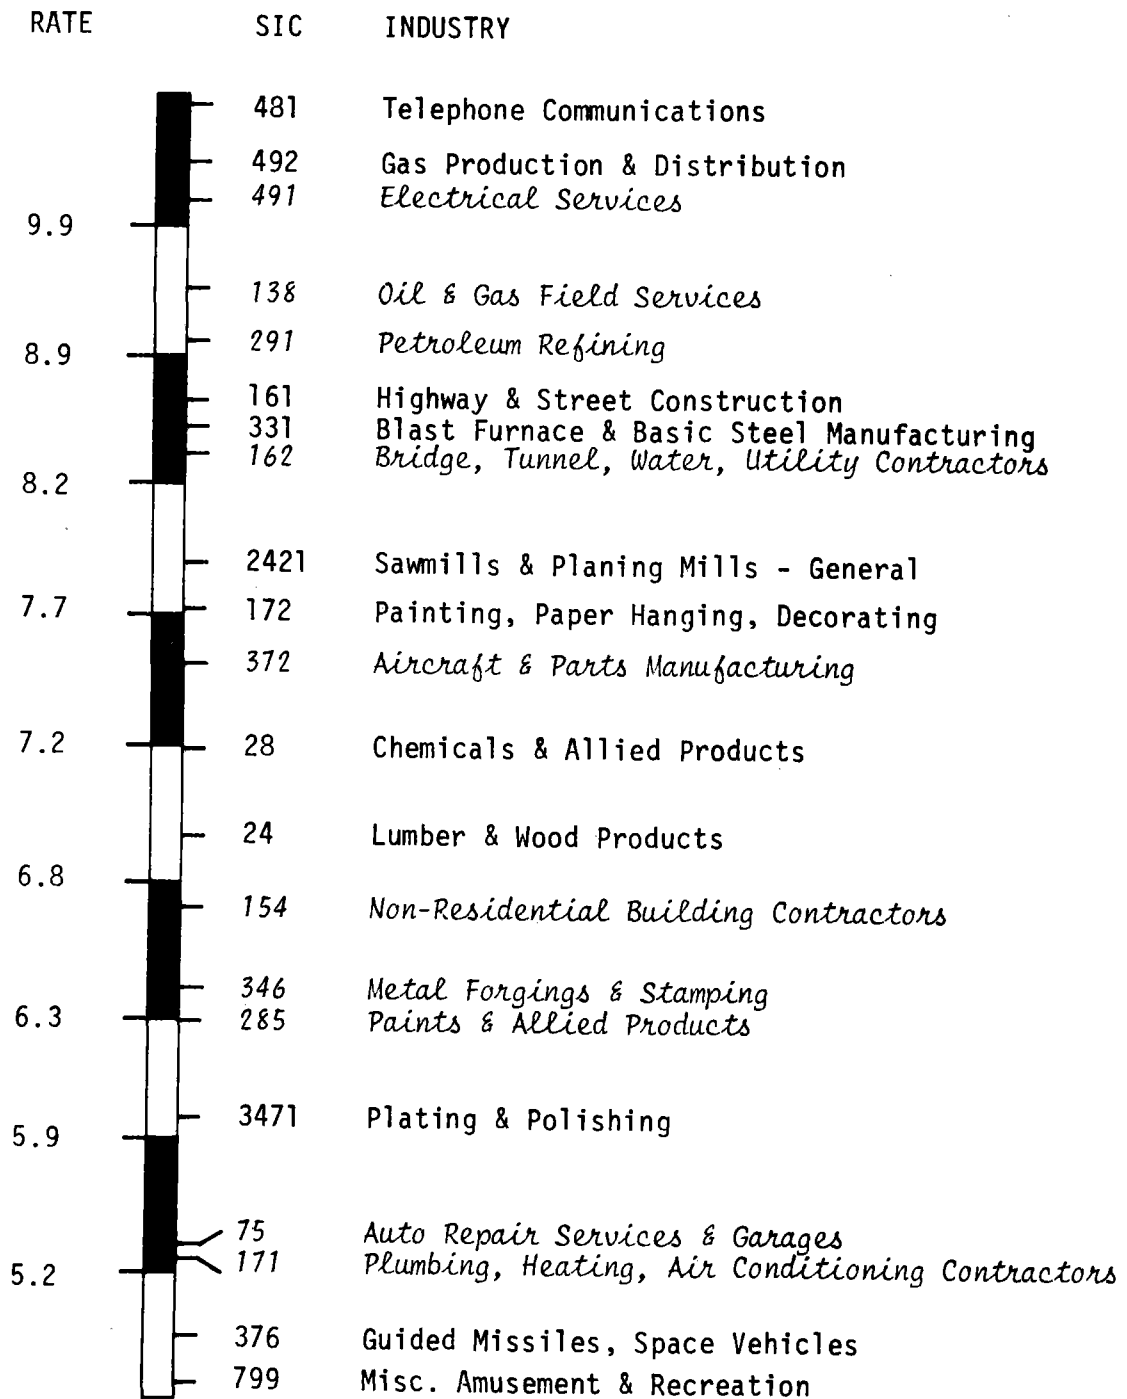 RATE SIC INDUSTRY
481 Telephone Communications
492 Gas Production & Distribution
491 Electrical Services
9.9
138 Oil & Gas Field Services
291 Petroleum Refining
8.9
161 Highway & Street Construction
331 Blast Furnace & Basic Steel Manufacturing
162 Bridge, Tunnel, Water, Utility Contractors
8.2
2421 Sawmills & Planing Mills - General
7.7 172 Painting, Paper Hanging, Decorating
372 Aircraft & Parts Manufacturing
7.2 28 Chemicals & Allied Products
24 Lumber & Wood Products
6.8
154 Non-Residential Building Contractors
346 Metal Forgings & Stamping
6.3 285 Paints & Allied Products
3471 Plating & Polishing
5.9
75 Auto Repair Services & Garages
171 Plumbing, Heating, Air Conditioning Contractors
5.2
376 Guided Missiles, Space Vehicles
799 Misc. Amusement & Recreation